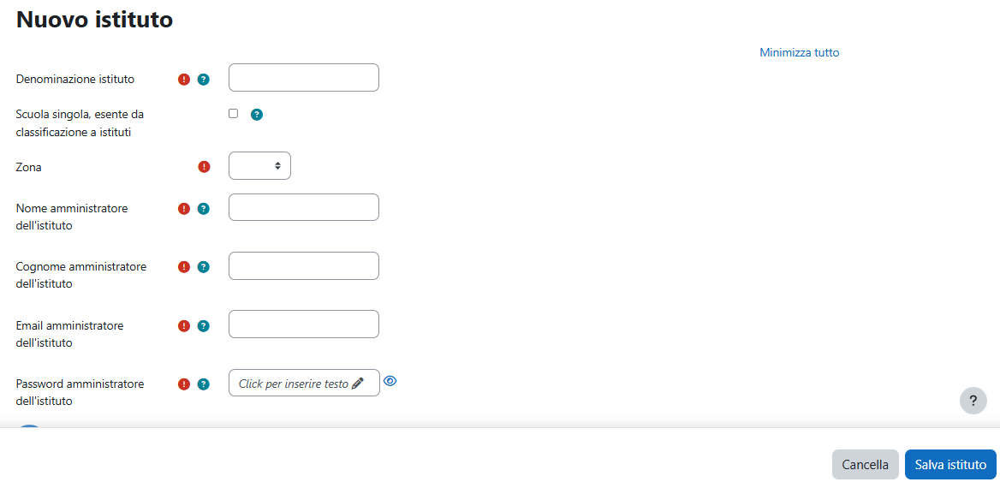 Nuovo istituto
Minimizza tutto
Denominazione istituto
Scuola singola, esente da
classificazione a istituti
Zona
Nome amministratore
dell'istituto
Cognome amministratore
dell'istituto
Email amministratore
dell'istituto
Password amministratore
dell'istituto
Click per inserire testo
?
Cancella
Salva istituto